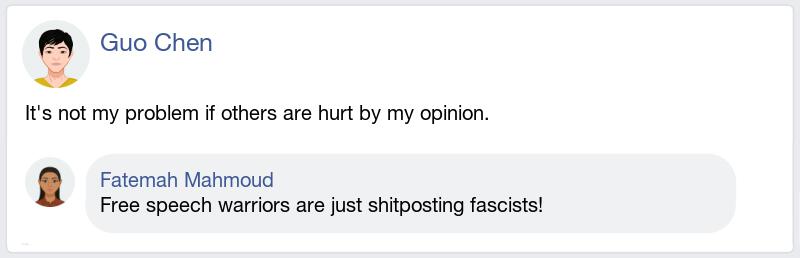 Guo Chen
It's not my problem if others are hurt by my opinion.
Fatemah Mahmoud
Free speech warriors are just shitposting fascists!